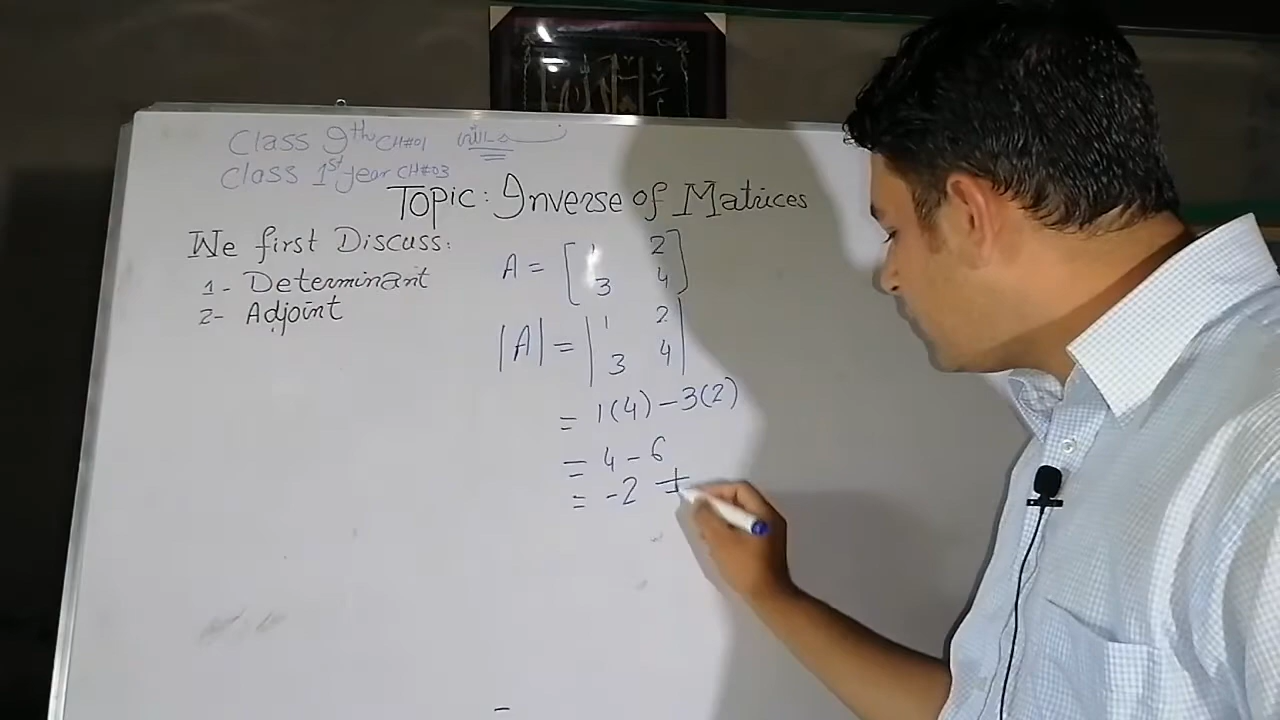 Class 9th CH#01
Class 1st year CH#03
Topic: Inverse of Matrices
We first Discuss:
1- Determinant
2- Adjoint
A = [1 2
3 4]
|A| = |1 2
3 4|
= 1(4) - 3(2)
= 4 - 6
= -2